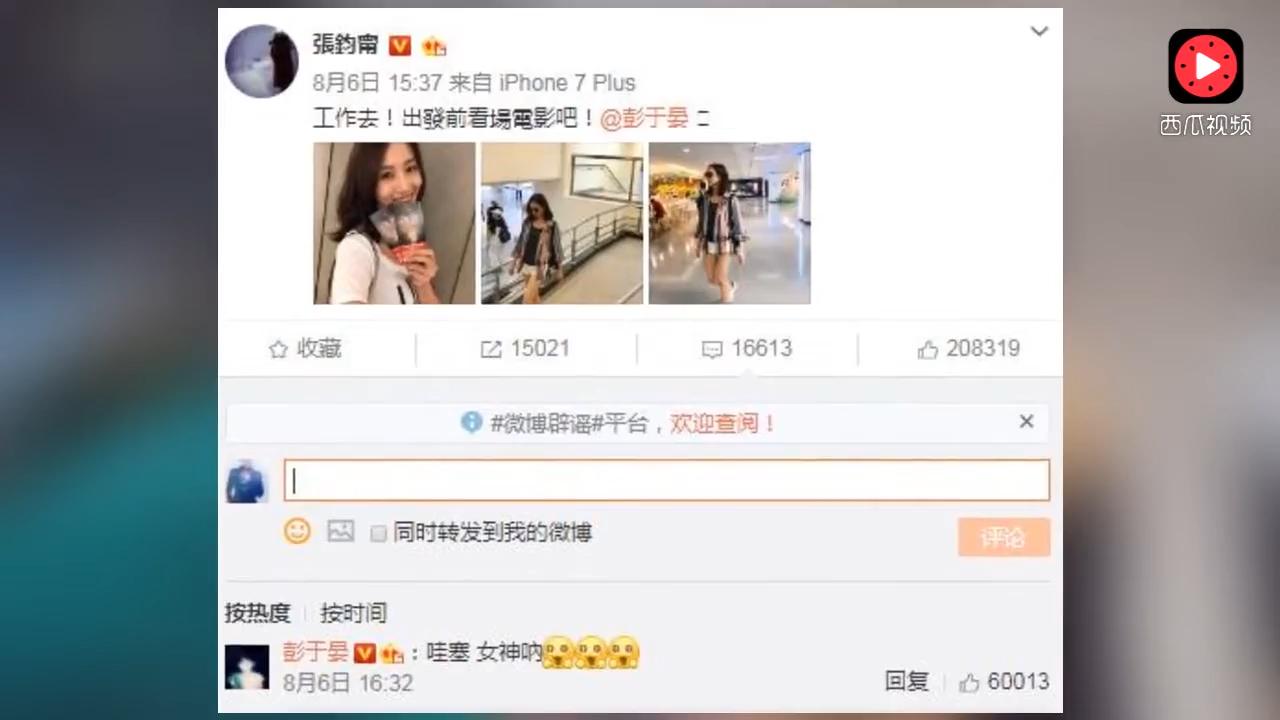 張鈞甯
8月6日 15:37 来自 iPhone 7 Plus
工作去！出發前看場電影吧！@彭于晏
西瓜视频
收藏 15021 16613 208319
#微博辟谣#平台，欢迎查阅！
同时转发到我的微博
评论
按热度 按时间
彭于晏：哇塞 女神呐
8月6日 16:32
回复 60013